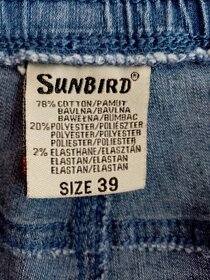 SUNBIRD®
78% COTTON/PAMUT
BAVLNA/BAVLNA
BAWEŁNA/BUMBAC
20% POLYESTER/POLIÉSZTER
POLYESTER/POLYESTER
POLIESTER/POLIESTER
2% ELASTHANE/ELASZTÁN
ELASTAN/ELASTAN
ELASTAN/ELASTAN
SIZE 39